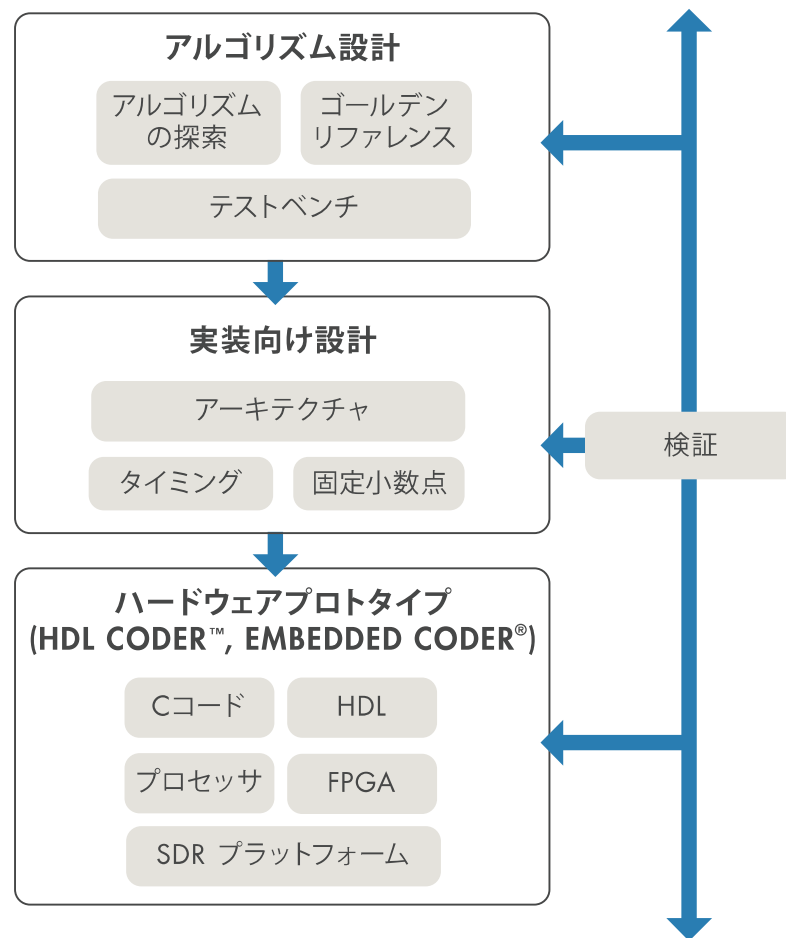 アルゴリズム設計
アルゴリズム
の探索
ゴールデン
リファレンス
テストベンチ
実装向け設計
アーキテクチャ
タイミング
固定小数点
検証
ハードウェアプロトタイプ
(HDL CODER™, EMBEDDED CODER®)
Cコード
HDL
プロセッサ
FPGA
SDR プラットフォーム